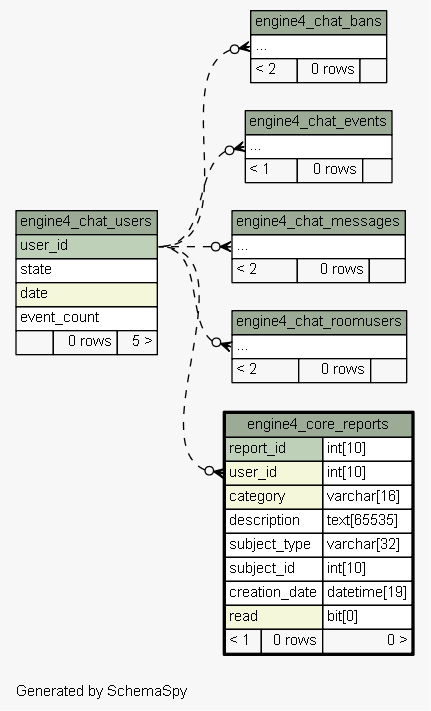 engine4_chat_bans
...
< 2 0 rows
engine4_chat_events
...
< 1 0 rows
engine4_chat_users
user_id
state
date
event_count
0 rows 5 >
engine4_chat_messages
...
< 2 0 rows
engine4_chat_roomusers
...
< 2 0 rows
engine4_core_reports
report_id int[10]
user_id int[10]
category varchar[16]
description text[65535]
subject_type varchar[32]
subject_id int[10]
creation_date datetime[19]
read bit[0]
< 1 0 rows 0 >
Generated by SchemaSpy